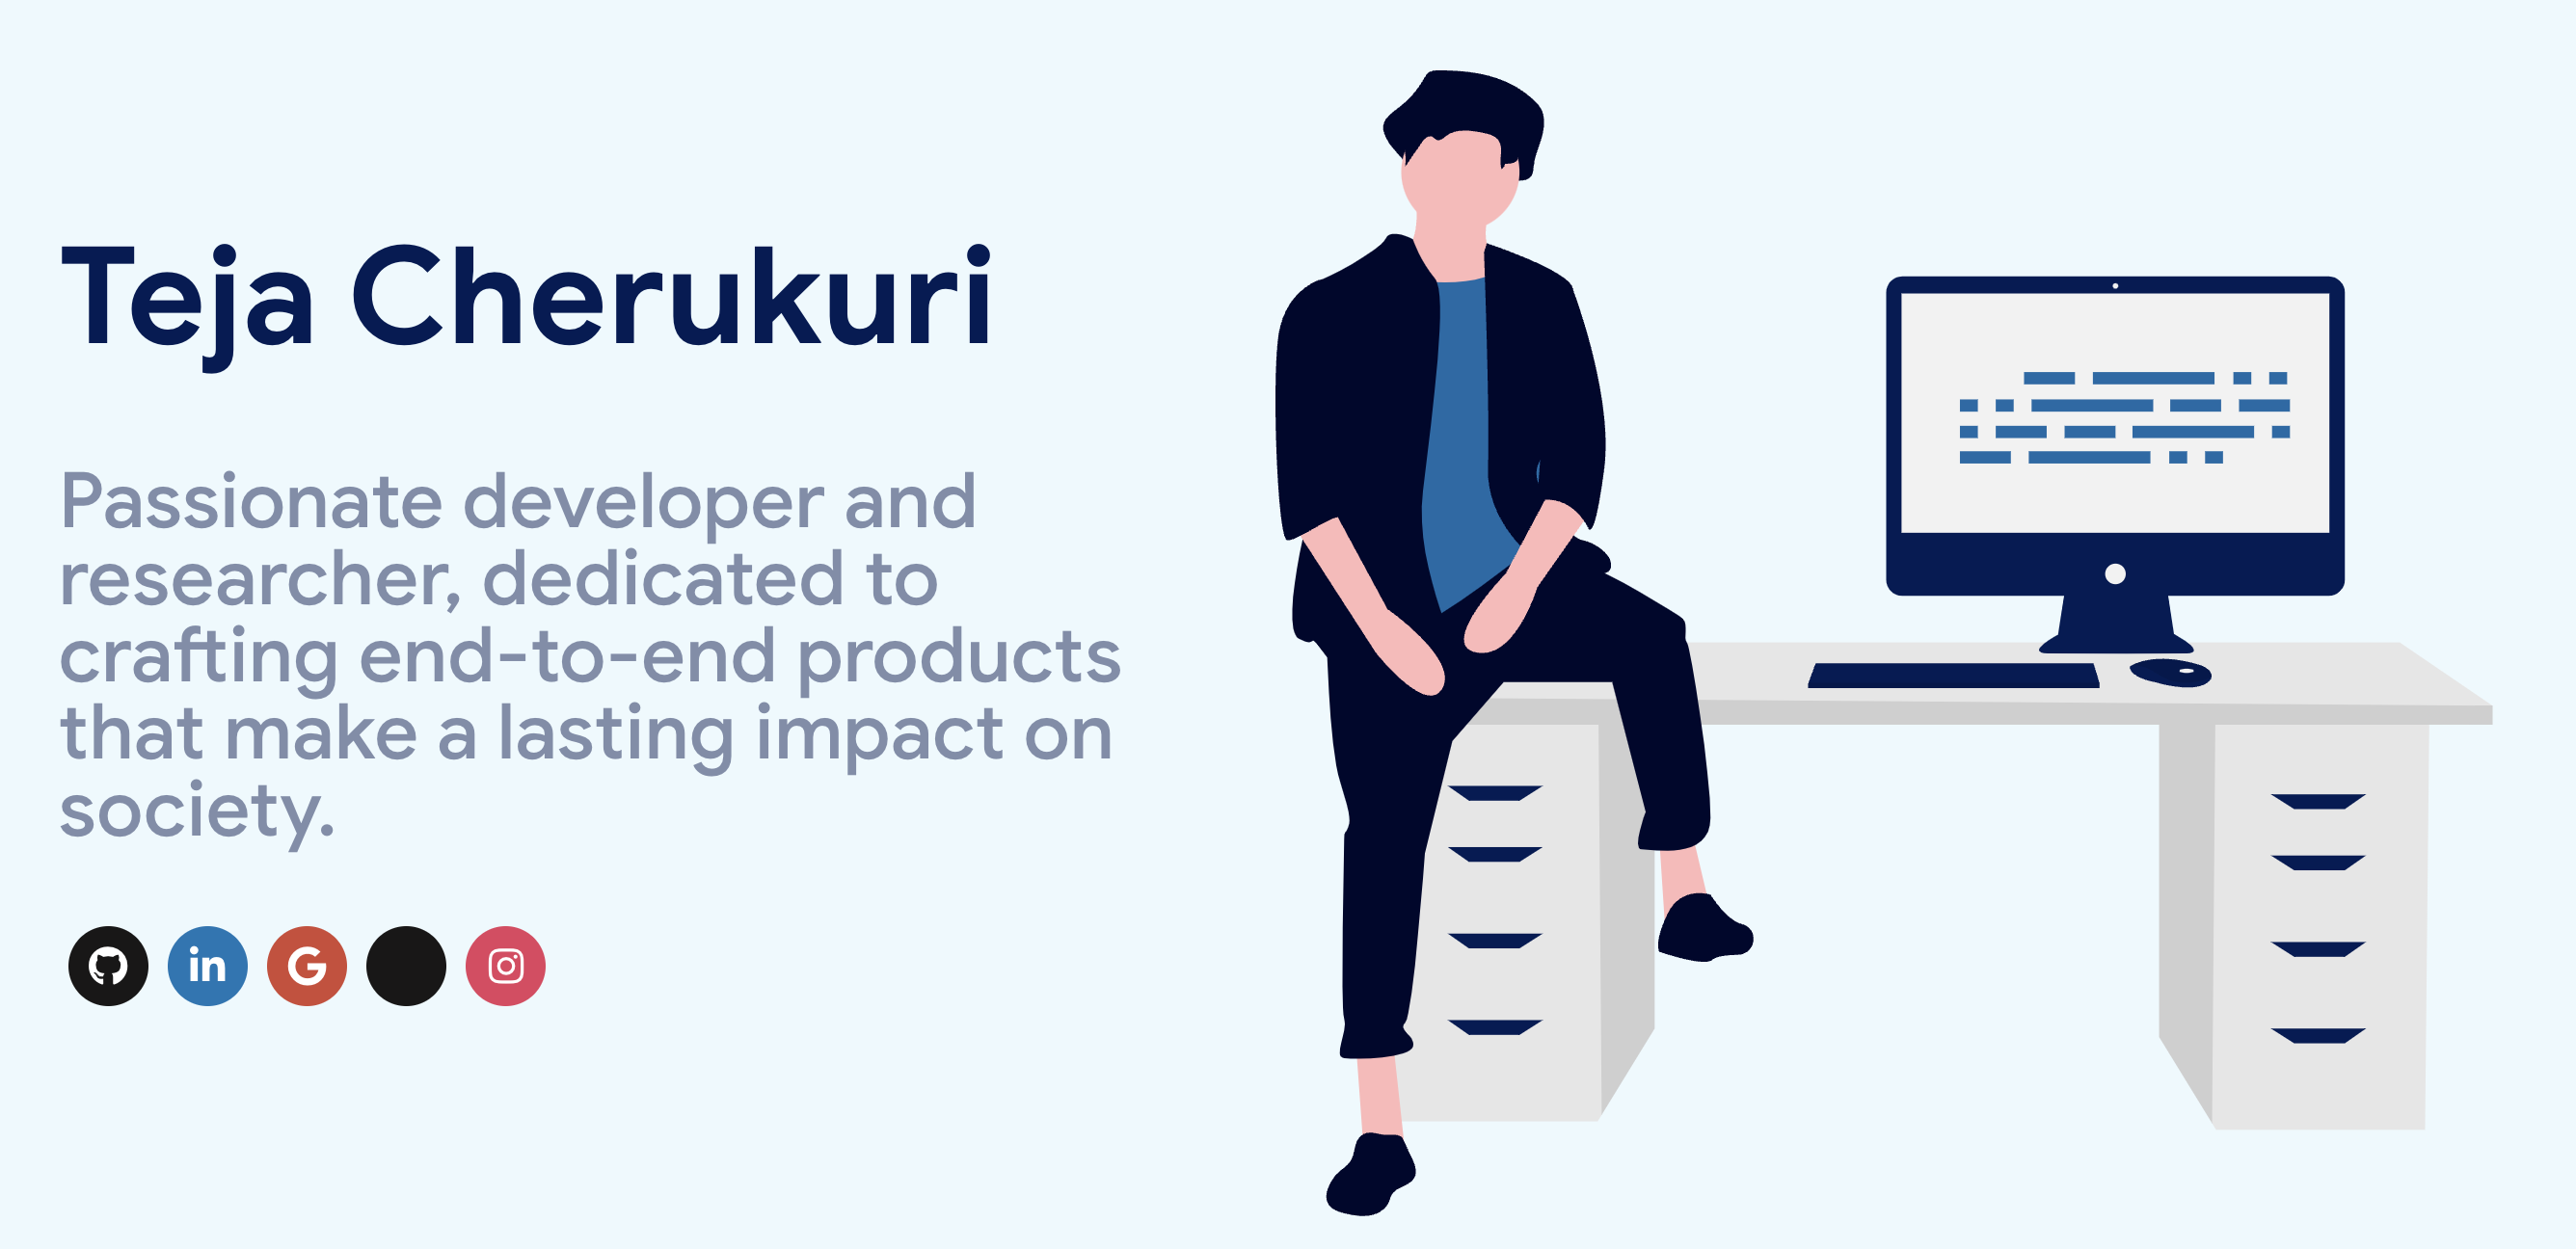 Teja Cherukuri
Passionate developer and
researcher, dedicated to
crafting end-to-end products
that make a lasting impact on
society.
in
G